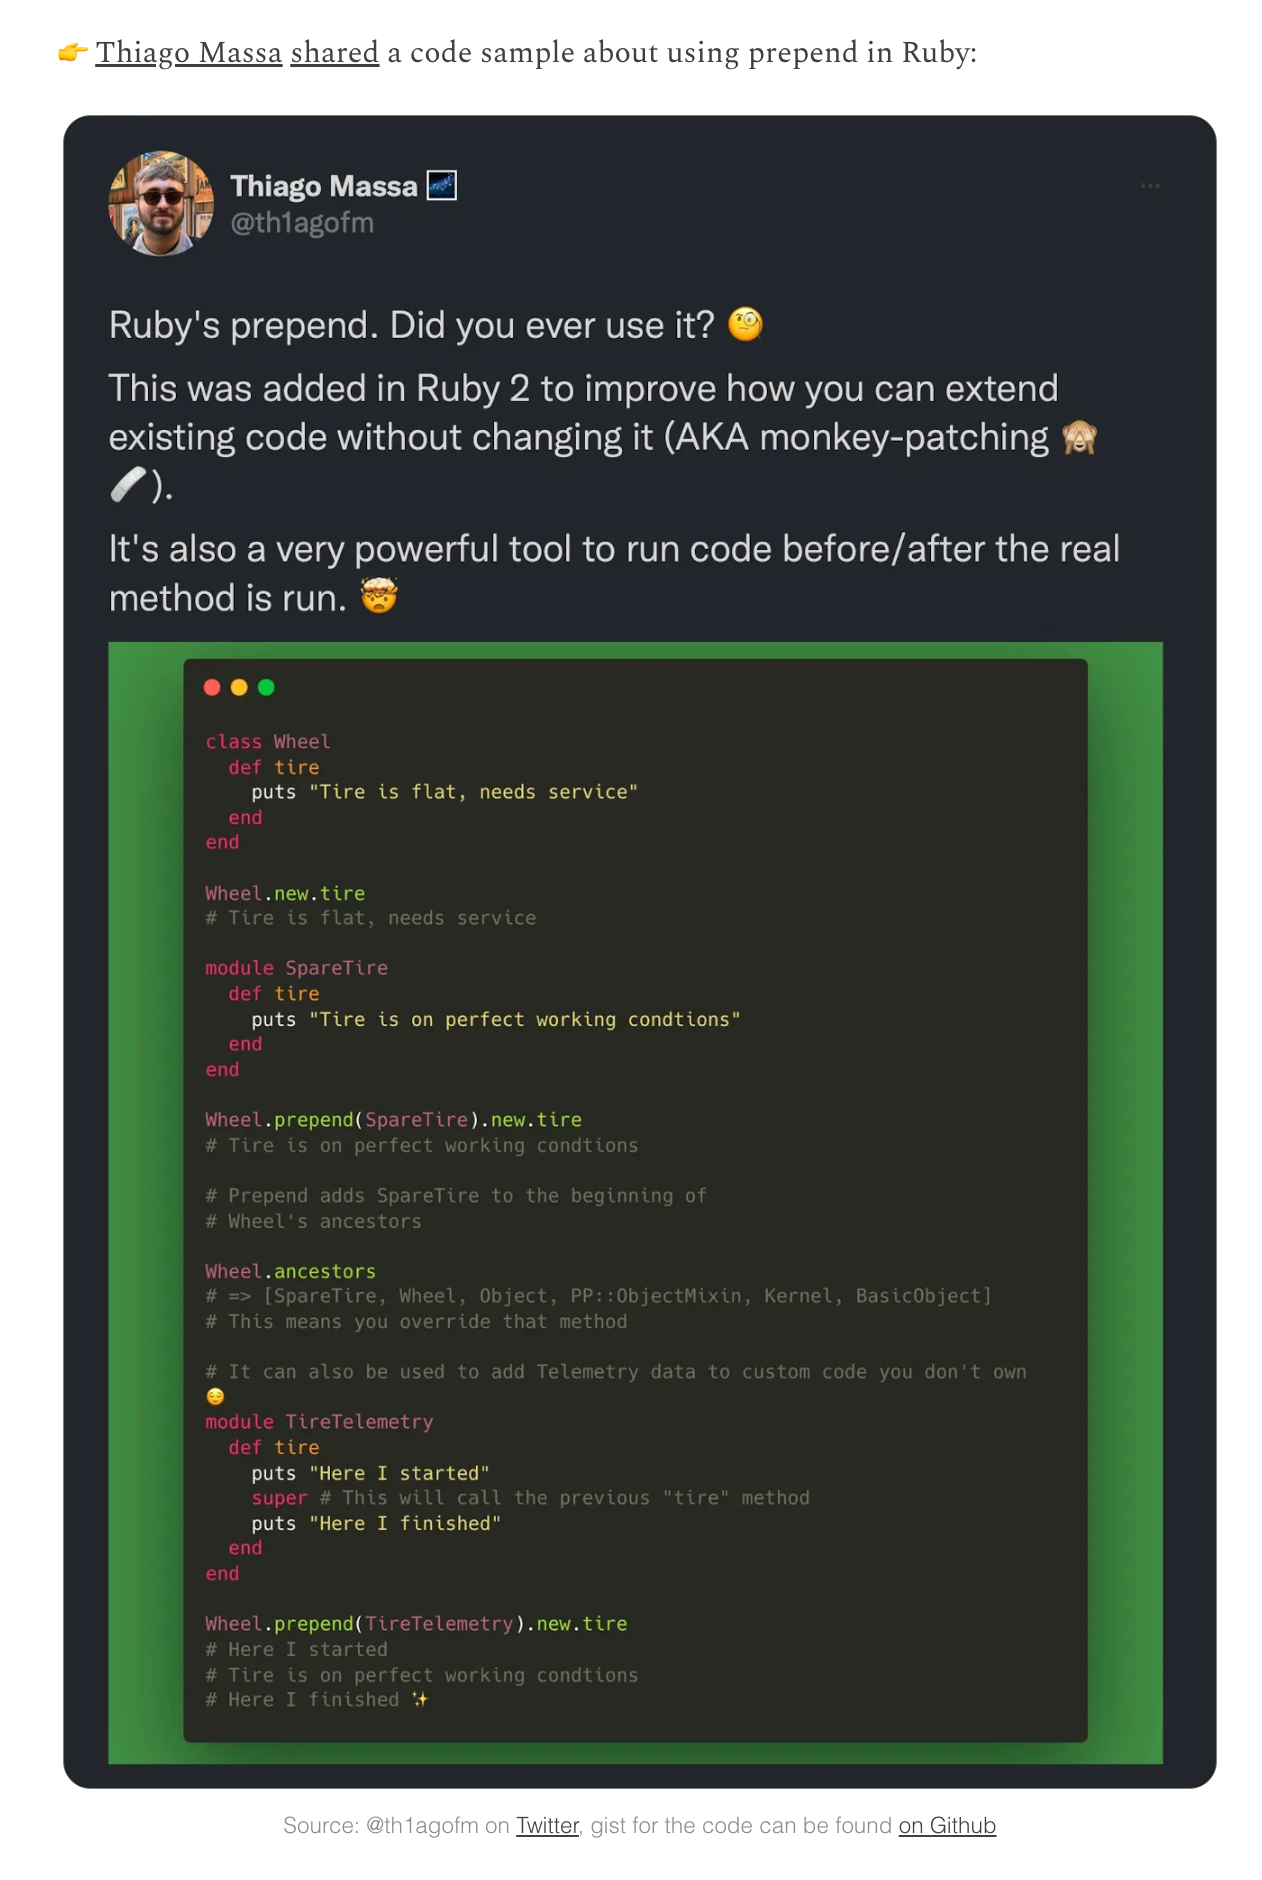 👉 Thiago Massa shared a code sample about using prepend in Ruby:
Thiago Massa 🌌
@th1agofm
Ruby's prepend. Did you ever use it? 🧐
This was added in Ruby 2 to improve how you can extend
existing code without changing it (AKA monkey-patching 🙈
🩹).
It's also a very powerful tool to run code before/after the real
method is run. 🤯
class Wheel
  def tire
    puts "Tire is flat, needs service"
  end
end
Wheel.new.tire
# Tire is flat, needs service
module SpareTire
  def tire
    puts "Tire is on perfect working condtions"
  end
end
Wheel.prepend(SpareTire).new.tire
# Tire is on perfect working condtions
# Prepend adds SpareTire to the beginning of
# Wheel's ancestors
Wheel.ancestors
# => [SpareTire, Wheel, Object, PP::ObjectMixin, Kernel, BasicObject]
# This means you override that method
# It can also be used to add Telemetry data to custom code you don't own
😌
module TireTelemetry
  def tire
    puts "Here I started"
    super # This will call the previous "tire" method
    puts "Here I finished"
  end
end
Wheel.prepend(TireTelemetry).new.tire
# Here I started
# Tire is on perfect working condtions
# Here I finished ✨
Source: @th1agofm on Twitter, gist for the code can be found on Github